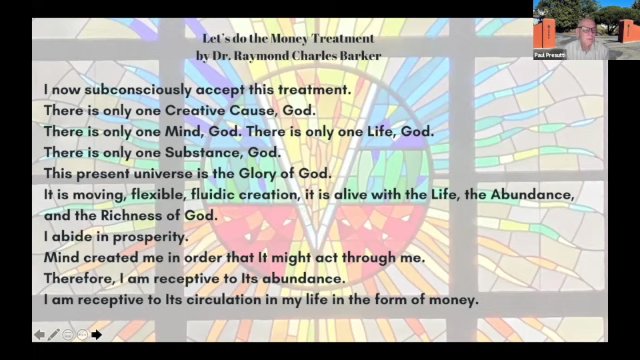 Let's do the Money Treatment
by Dr. Raymond Charles Barker
I now subconsciously accept this treatment.
There is only one Creative Cause, God.
There is only one Mind, God. There is only one Life, God.
There is only one Substance, God.
This present universe is the Glory of God.
It is moving, flexible, fluidic creation, it is alive with the Life, the Abundance,
and the Richness of God.
I abide in prosperity.
Mind created me in order that It might act through me.
Therefore, I am receptive to Its abundance.
I am receptive to Its circulation in my life in the form of money.
Paul Presutti